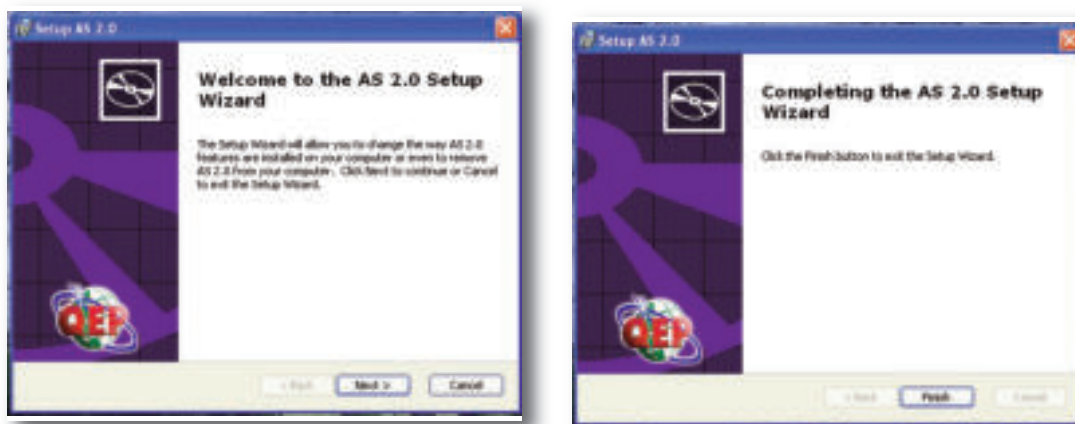 Setup AS 2.0
Welcome to the AS 2.0 Setup
Wizard
The Setup Wizard will allow you to change the way AS 2.0
features are installed on your computer or even to remove
AS 2.0 from your computer. Click Next to continue or Cancel
to exit the Setup Wizard.
QEP
< Back
Next >
Cancel
Setup AS 2.0
Completing the AS 2.0 Setup
Wizard
Click the Finish button to exit the Setup Wizard.
QEP
< Back
Finish
Cancel